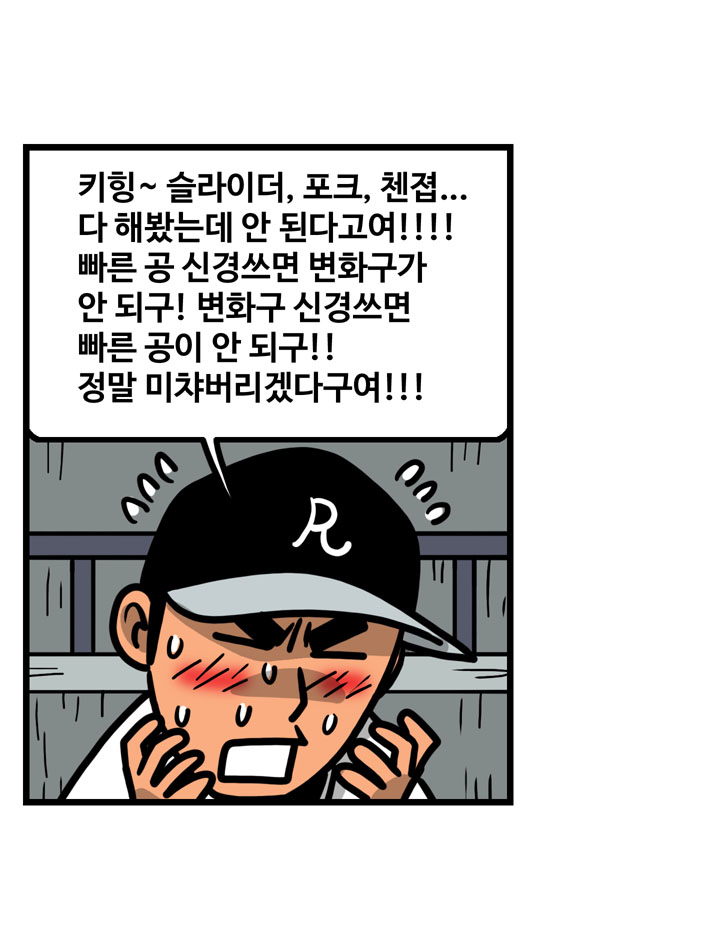 키힝~ 슬라이더, 포크, 첸졉...
다 해봤는데 안 된다고여!!!!
빠른 공 신경쓰면 변화구가
안 되구! 변화구 신경쓰면
빠른 공이 안 되구!!
정말 미챠버리겠다구여!!!
R